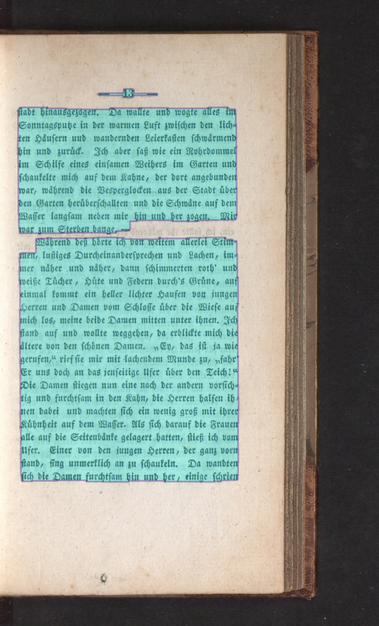 stadt hinausgezogen. Da wallte und wogte alles im
Sonntagsputze in der warmen Luft zwischen den lich-
ten Häusern und wandernden Leierkasten schwärmend
hin und zurück. Ich aber saß wie ein Rohrdommel
im Schilfe eines einsamen Weihers im Garten und
schaukelte mich auf dem Kahne, der dort angebunden
war, während die Vesperglocken aus der Stadt über
den Garten herüberschallten und die Schwäne auf dem
Wasser langsam neben mir hin und her zogen. Mir
war zum Sterben bange. —
Während deß hörte ich von weitem allerlei Stim-
men, lustiges Durcheinandersprechen und Lachen, im-
mer näher und näher, dann schimmerten roth' und
weiße Tücher, Hüte und Federn durch's Grüne, auf
einmal kommt ein heller lichter Haufen von jungen
Herren und Damen vom Schlosse über die Wiese auf
mich los, meine beide Damen mitten unter ihnen. Ich
stand auf und wollte weggehen, da erblickte mich die
ältere von den schönen Damen. „Ey, das ist ja wie
gerufen,“ rief sie mir mit lachendem Munde zu, „fahr'
Er uns doch an das jenseitige Ufer über den Teich!“
Die Damen stiegen nun eine nach der andern vorsich-
tig und furchtsam in den Kahn, die Herren halfen ih-
nen dabei und machten sich ein wenig groß mit ihrer
Kühnheit auf dem Wasser. Als sich darauf die Frauen
alle auf die Seitenbänke gelagert hatten, stieß ich vom
Ufer. Einer von den jungen Herren, der ganz vorn
stand, fing unmerklich an zu schaukeln. Da wandten
sich die Damen furchtsam hin und her, einige schrien